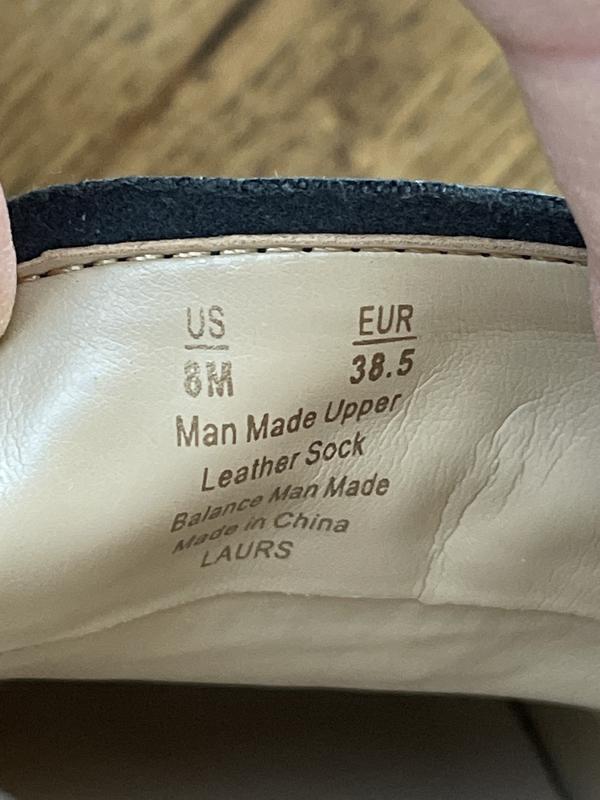 US EUR
8M 38.5
Man Made Upper
Leather Sock
Balance Man Made
Made in China
LAURS